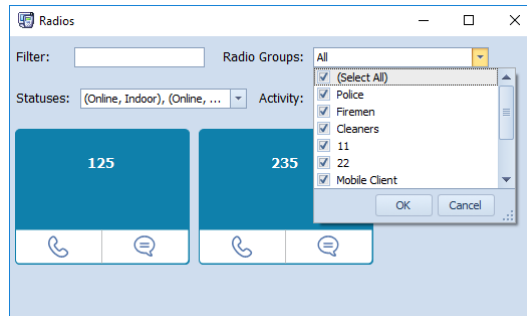 Radios
Filter:
Radio Groups:
All
(Select All)
Police
Firemen
Cleaners
11
22
Mobile Client
OK
Cancel
Statuses:
(Online, Indoor), (Online, ...
Activity:
125
235